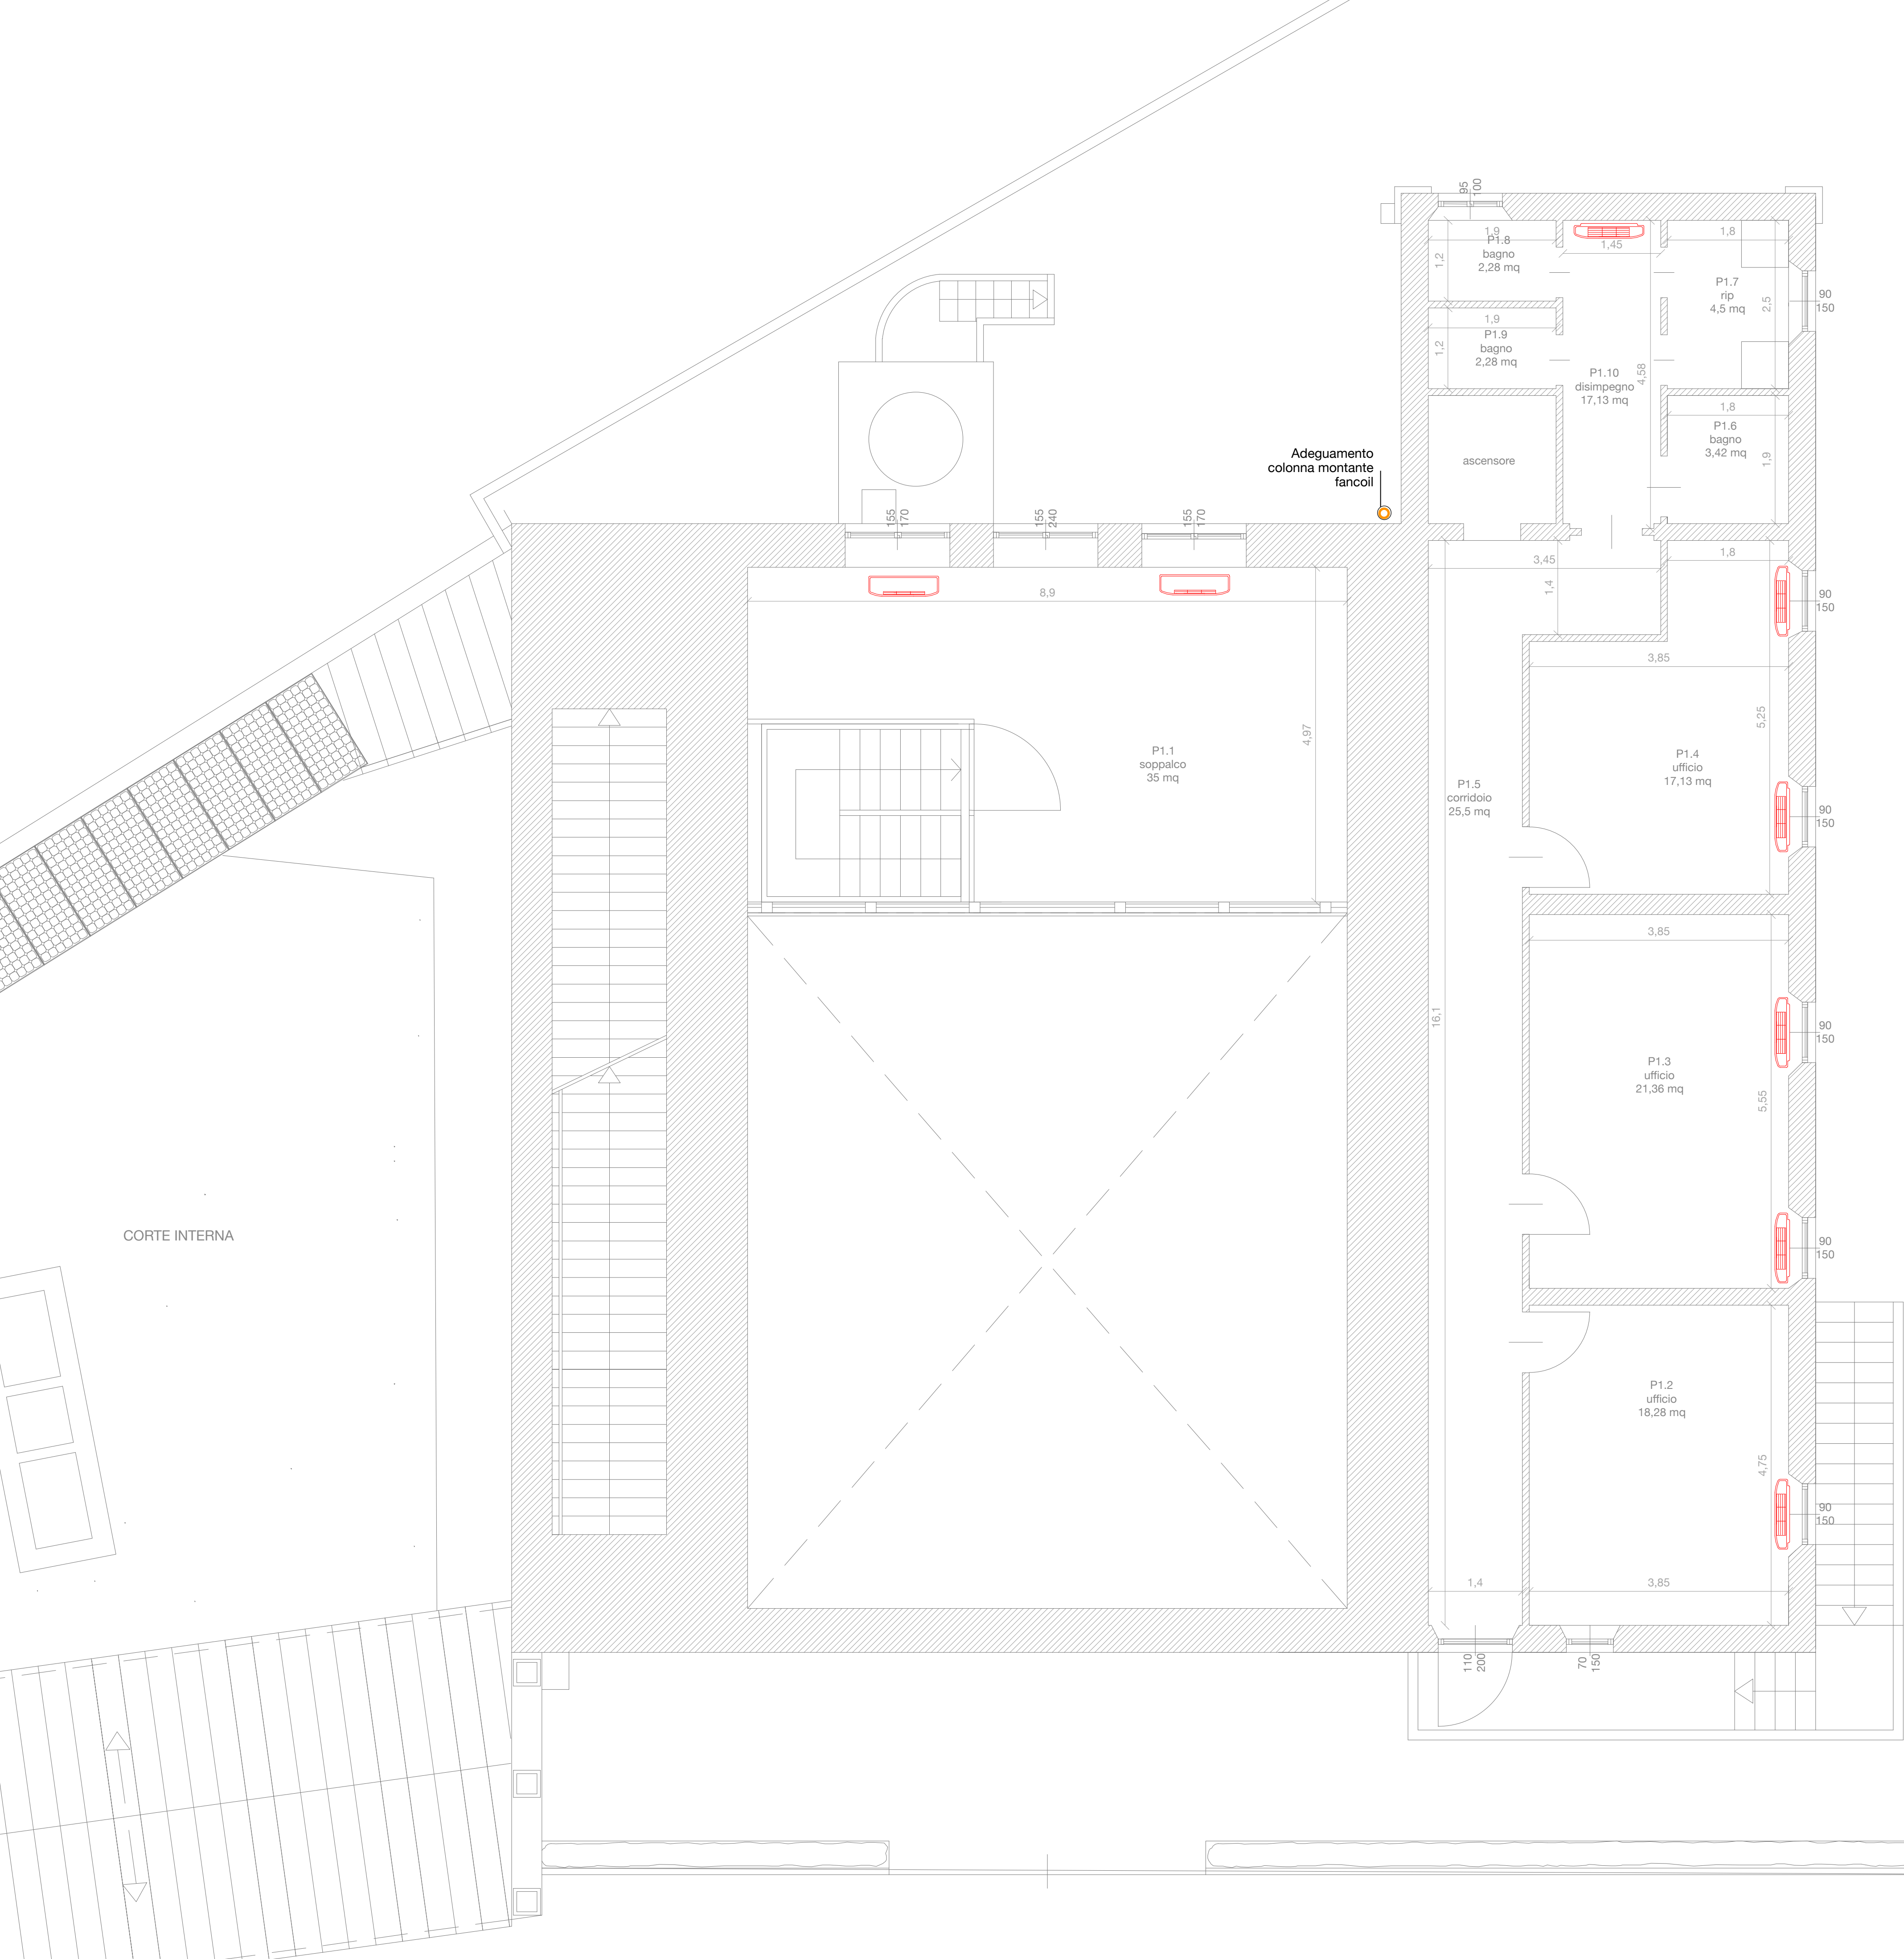 95
100
1,9
P1.8
bagno
2,28 mq
1,2
1,45
1,8
P1.7
rip
4,5 mq
2,5
90
150
1,9
P1.9
bagno
2,28 mq
1,2
P1.10
disimpegno
17,13 mq
4,58
1,8
P1.6
bagno
3,42 mq
1,9
ascensore
Adeguamento
colonna montante
fancoil
155
170
155
240
155
170
8,9
3,45
1,4
1,8
90
150
3,85
4,97
P1.1
soppalco
35 mq
5,25
P1.4
ufficio
17,13 mq
P1.5
corridoio
25,5 mq
90
150
3,85
16,1
90
150
P1.3
ufficio
21,36 mq
5,55
CORTE INTERNA
90
150
P1.2
ufficio
18,28 mq
4,75
90
150
1,4
3,85
110
200
70
150